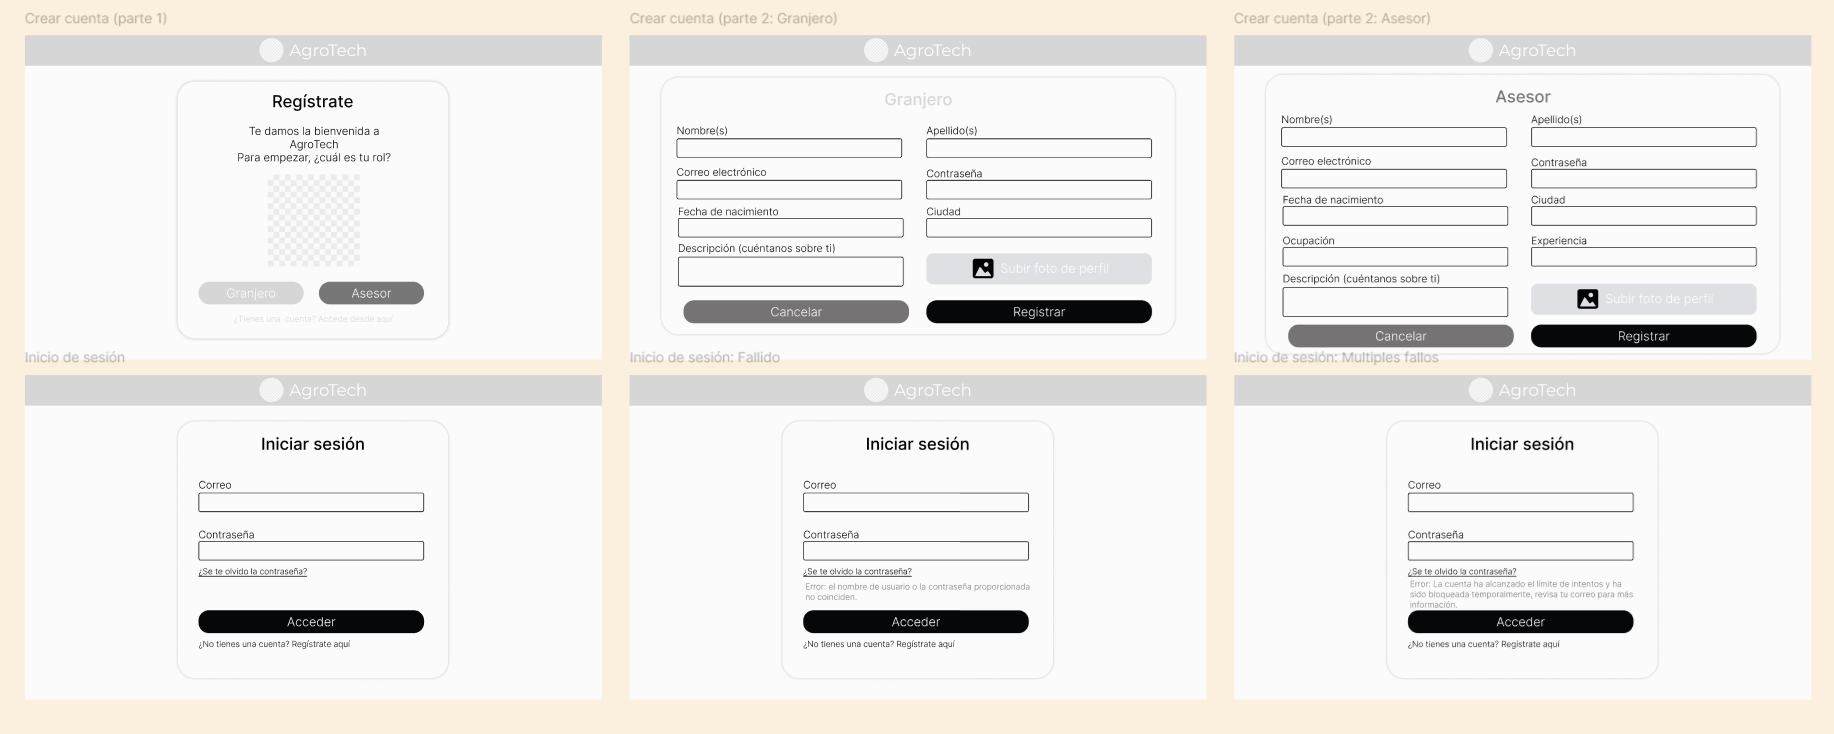 Crear cuenta (parte 1)
AgroTech
Regístrate
Te damos la bienvenida a
AgroTech
Para empezar, ¿cuál es tu rol?
Granjero
Asesor
¿Tienes una cuenta? Accede desde aquí
Crear cuenta (parte 2: Granjero)
AgroTech
Granjero
Nombre(s)
Apellido(s)
Correo electrónico
Contraseña
Fecha de nacimiento
Ciudad
Descripción (cuéntanos sobre ti)
Subir foto de perfil
Cancelar
Registrar
Crear cuenta (parte 2: Asesor)
AgroTech
Asesor
Nombre(s)
Apellido(s)
Correo electrónico
Contraseña
Fecha de nacimiento
Ciudad
Ocupación
Experiencia
Descripción (cuéntanos sobre ti)
Subir foto de perfil
Cancelar
Registrar
Inicio de sesión
AgroTech
Iniciar sesión
Correo
Contraseña
¿Se te olvido la contraseña?
Acceder
¿No tienes una cuenta? Regístrate aquí
Inicio de sesión: Fallido
AgroTech
Iniciar sesión
Correo
Contraseña
¿Se te olvido la contraseña?
Error: el nombre de usuario o la contraseña proporcionada
no coinciden.
Acceder
¿No tienes una cuenta? Regístrate aquí
Inicio de sesión: Multiples fallos
AgroTech
Iniciar sesión
Correo
Contraseña
¿Se te olvido la contraseña?
Error: La cuenta ha alcanzado el límite de intentos y ha
sido bloqueada temporalmente, revisa tu correo para más
información.
Acceder
¿No tienes una cuenta? Regístrate aquí